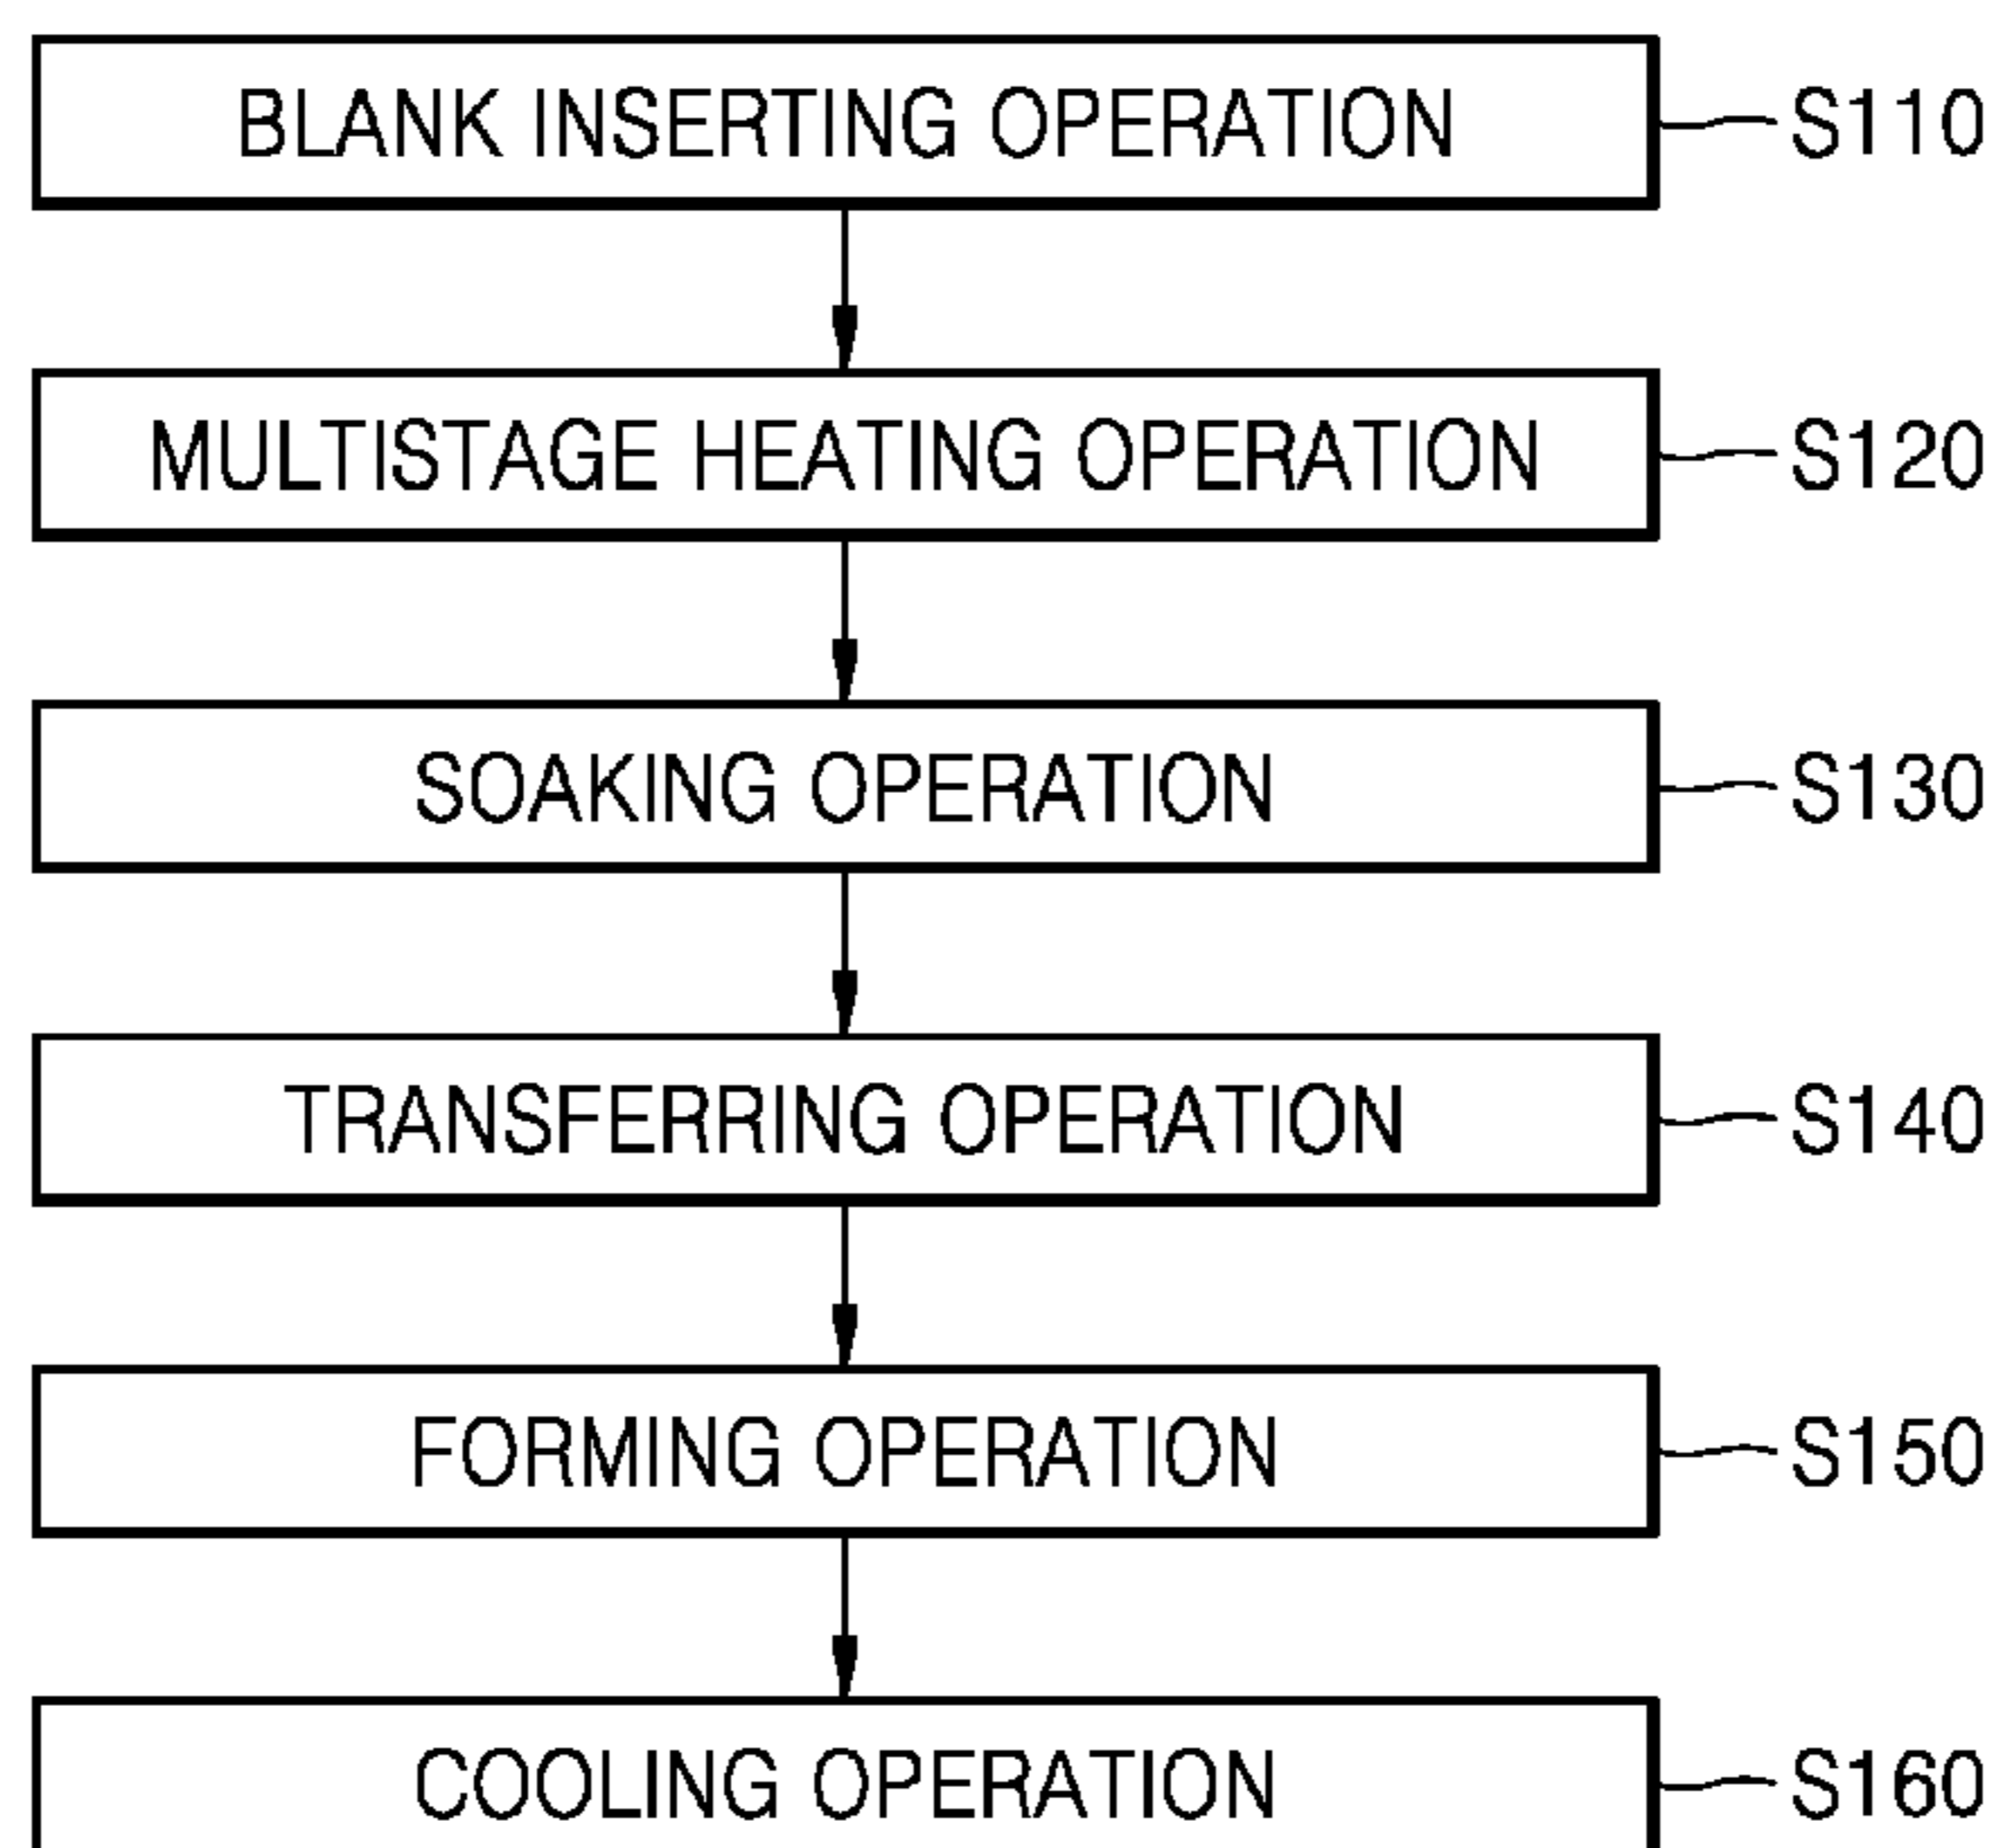 BLANK INSERTING OPERATION S110
MULTISTAGE HEATING OPERATION S120
SOAKING OPERATION S130
TRANSFERRING OPERATION S140
FORMING OPERATION S150
COOLING OPERATION S160